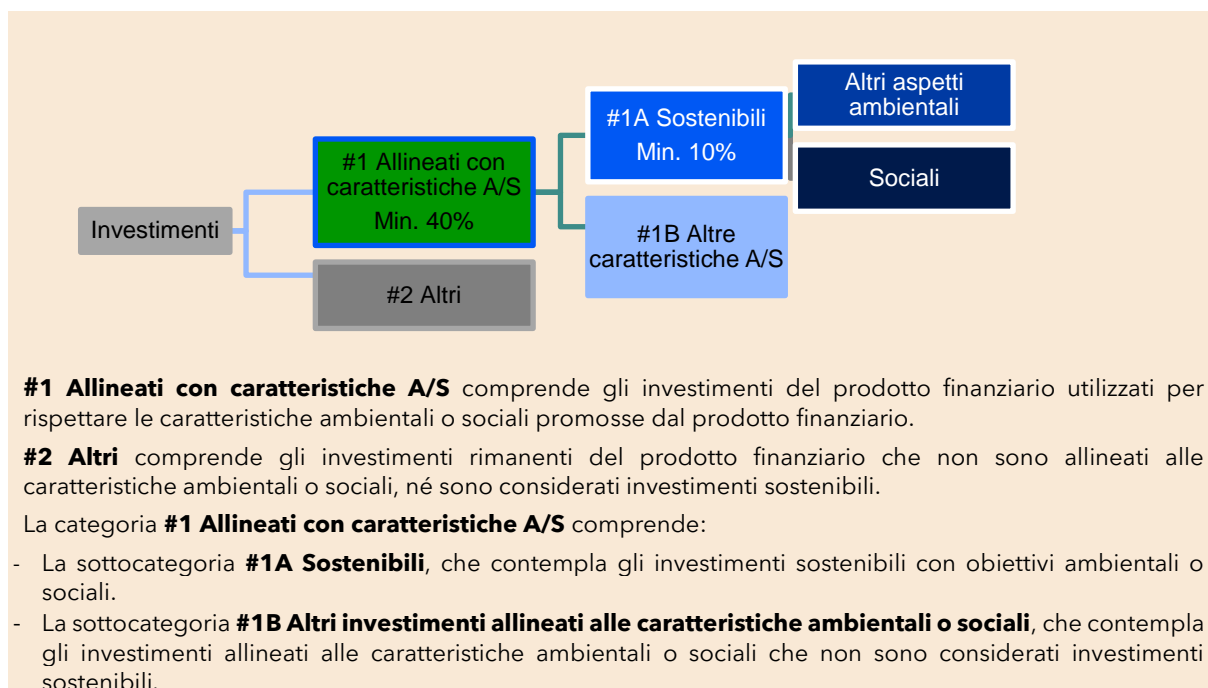 Altri aspetti
ambientali
#1A Sostenibili
Min. 10%
#1 Allineati con
caratteristiche A/S
Min. 40%
Sociali
Investimenti
#1B Altre
caratteristiche A/S
#2 Altri
#1 Allineati con caratteristiche A/S comprende gli investimenti del prodotto finanziario utilizzati per
rispettare le caratteristiche ambientali o sociali promosse dal prodotto finanziario.
#2 Altri comprende gli investimenti rimanenti del prodotto finanziario che non sono allineati alle
caratteristiche ambientali o sociali, né sono considerati investimenti sostenibili.
La categoria #1 Allineati con caratteristiche A/S comprende:
- La sottocategoria #1A Sostenibili, che contempla gli investimenti sostenibili con obiettivi ambientali o
sociali.
- La sottocategoria #1B Altri investimenti allineati alle caratteristiche ambientali o sociali, che contempla
gli investimenti allineati alle caratteristiche ambientali o sociali che non sono considerati investimenti
sostenibili.